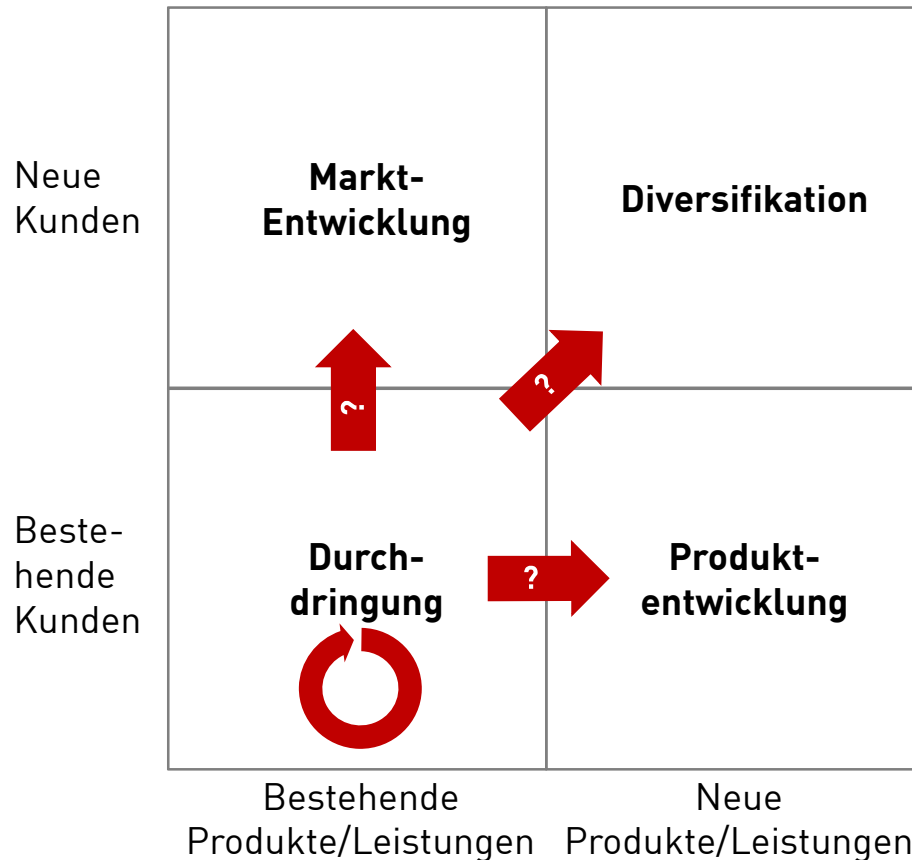 Neue
Kunden
Markt-
Entwicklung
Diversifikation
?
?
Beste-
hende
Kunden
Durch-
dringung
?
Produkt-
entwicklung
Bestehende
Produkte/Leistungen
Neue
Produkte/Leistungen